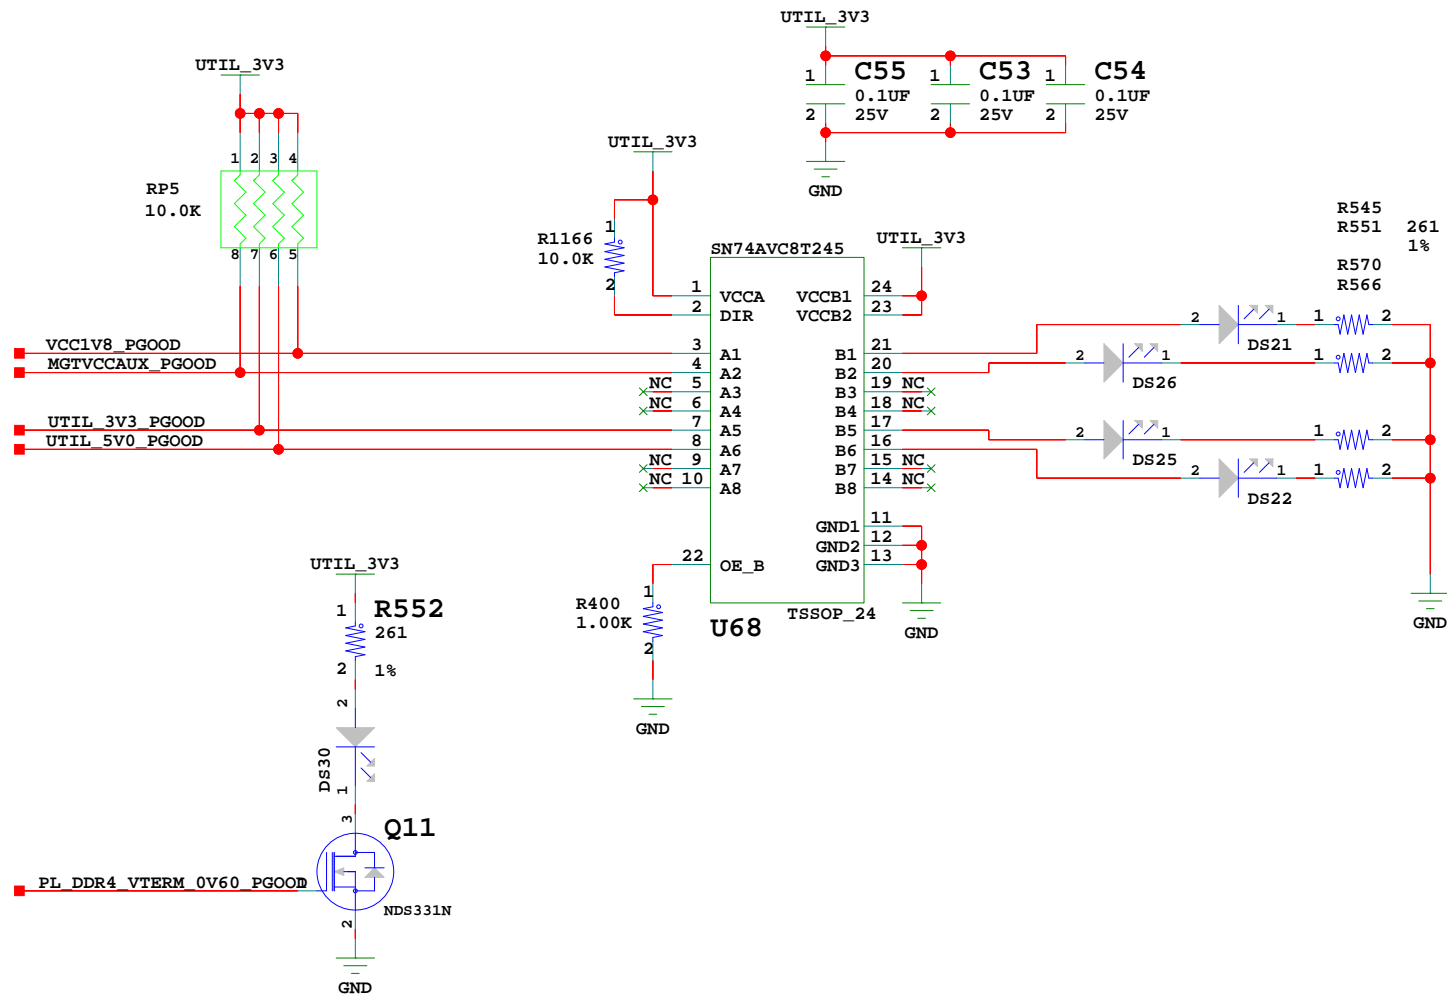 UTIL_3V3
1 C55 1 C53 1 C54
0.1UF 0.1UF 0.1UF
2 25V 2 25V 2 25V
GND
UTIL_3V3
1 2 3 4
RP5
10.0K
8 7 6 5
UTIL_3V3
1
R1166
10.0K
2
SN74AVC8T245
UTIL_3V3
1 VCCA VCCB1 24
2 DIR VCCB2 23
VCC1V8_PGOOD 3 A1 B1 21
MGTVCCAUX_PGOOD 4 A2 B2 20
NC 5 A3 B3 19 NC
NC 6 A4 B4 18 NC
UTIL_3V3_PGOOD 7 A5 B5 17
UTIL_5V0_PGOOD 8 A6 B6 16
NC 9 A7 B7 15 NC
NC 10 A8 B8 14 NC
GND1 11
GND2 12
22 OE_B GND3 13
TSSOP_24
U68
GND
1
R400
1.00K
2
GND
R545
R551 261
1%
R570
R566
2 DS21 1 1 2
2 DS26 1 1 2
2 DS25 1 1 2
2 DS22 1 1 2
GND
UTIL_3V3
1 R552
261
2 1%
2
DS30
1
3
Q11
PL_DDR4_VTERM_0V60_PGOOD 1
NDS331N
2
GND